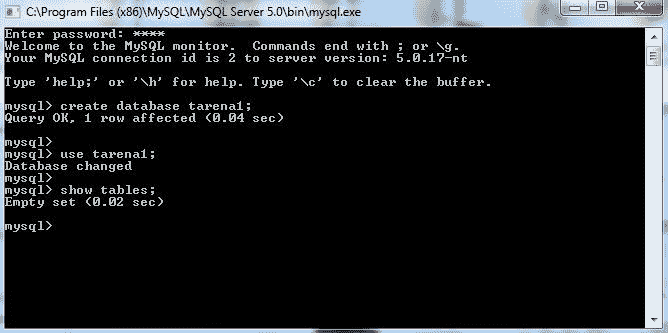 C:\Program Files (x86)\MySQL\MySQL Server 5.0\bin\mysql.exe
Enter password: ****
Welcome to the MySQL monitor.  Commands end with ; or \g.
Your MySQL connection id is 2 to server version: 5.0.17-nt
Type 'help;' or '\h' for help. Type '\c' to clear the buffer.
mysql> create database tarena1;
Query OK, 1 row affected (0.04 sec)
mysql>
mysql> use tarena1;
Database changed
mysql>
mysql> show tables;
Empty set (0.02 sec)
mysql>